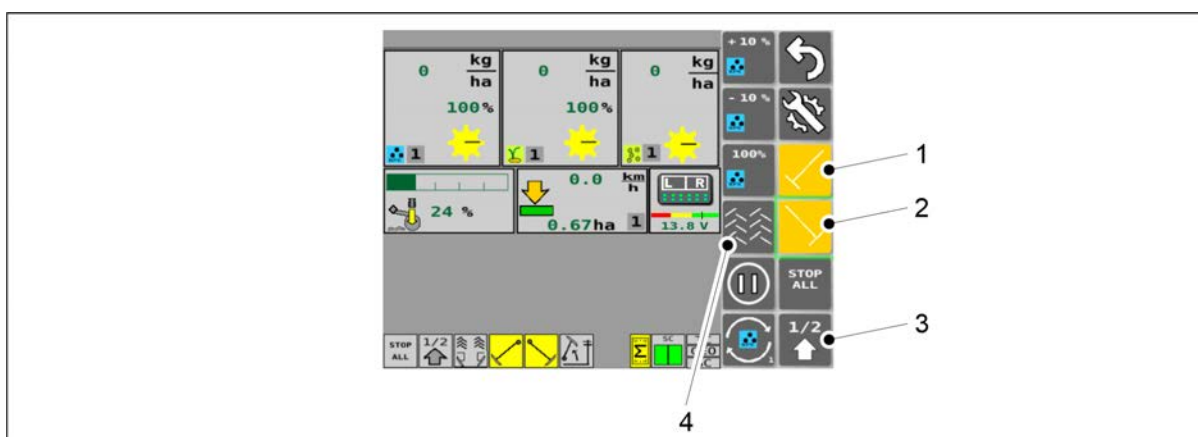 kg
0
ha
100%
1
kg
0
ha
100%
1
kg
0
ha
1
24 %
0.0 km
h
0.67ha 1
L R
13.8 V
+10 %
- 10 %
100%
STOP
ALL
1/2
1
STOP
ALL
1/2
SC
1
2
3
4